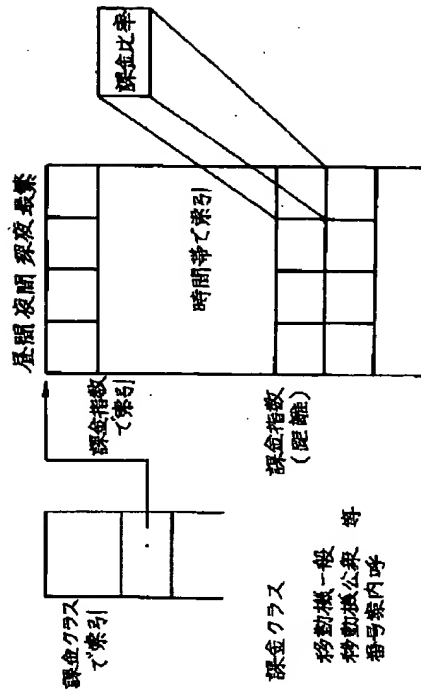 課金クラス
で索引
昼間 夜間 深夜 最繁
課金指数
で索引
時間帯で索引
課金比率
課金指数
(距離)
課金クラス
移動機一般
移動機公衆 等
番号案内呼